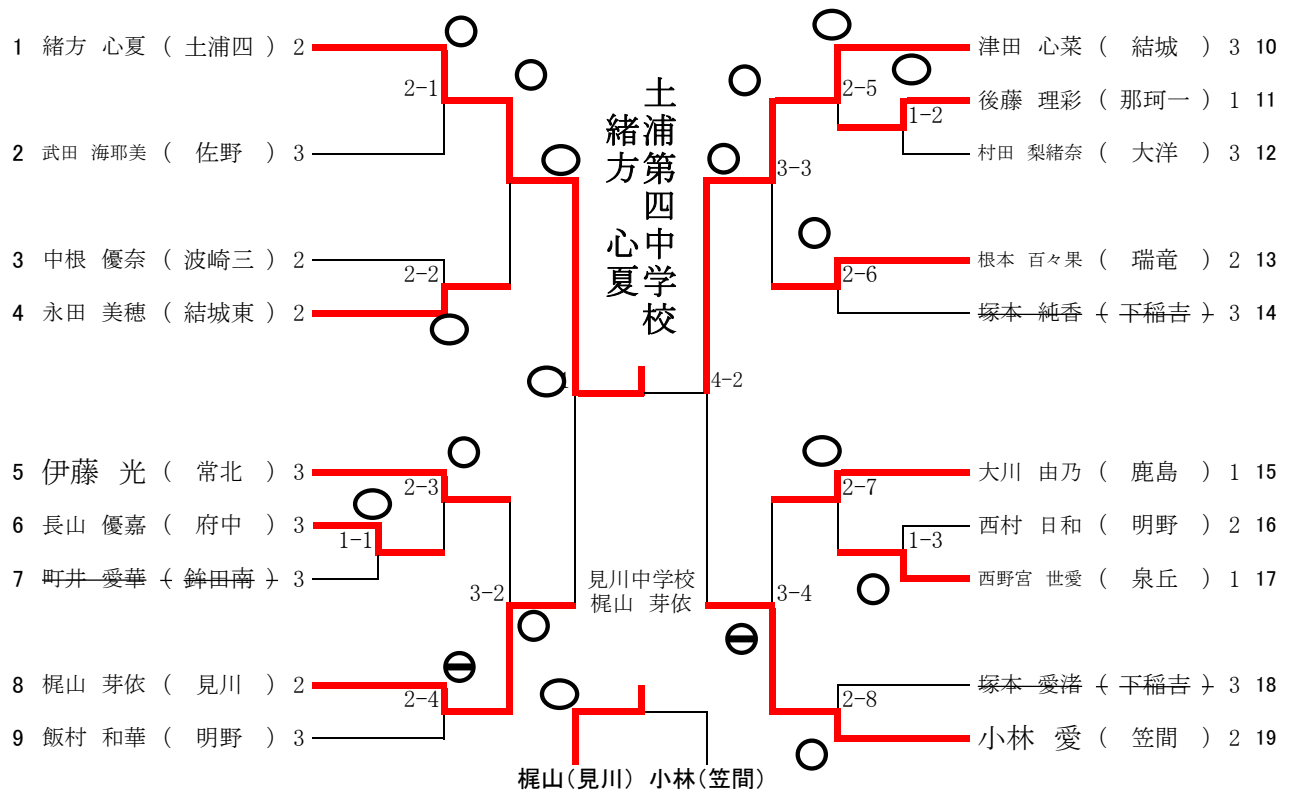 1 緒方 心夏 ( 土浦四 ) 2
2-1
2 武田 海耶美 ( 佐野 ) 3
3 中根 優奈 ( 波崎三 ) 2
2-2
4 永田 美穂 ( 結城東 ) 2
5 伊藤 光 ( 常北 ) 3
2-3
6 長山 優嘉 ( 府中 ) 3
1-1
7 町井 愛華 ( 鉾田南 ) 3
3-2
8 梶山 芽依 ( 見川 ) 2
2-4
9 飯村 和華 ( 明野 ) 3
土浦第四中学校
緒方 心夏
4-2
見川中学校
梶山 芽依
梶山(見川) 小林(笠間)
津田 心菜 ( 結城 ) 3 10
2-5
後藤 理彩 ( 那珂一 ) 1 11
1-2
村田 梨緒奈 ( 大洋 ) 3 12
3-3
根本 百々果 ( 瑞竜 ) 2 13
2-6
塚本 純香 ( 下稲吉 ) 3 14
大川 由乃 ( 鹿島 ) 1 15
2-7
西村 日和 ( 明野 ) 2 16
1-3
西野宮 世愛 ( 泉丘 ) 1 17
3-4
塚本 愛渚 ( 下稲吉 ) 3 18
2-8
小林 愛 ( 笠間 ) 2 19